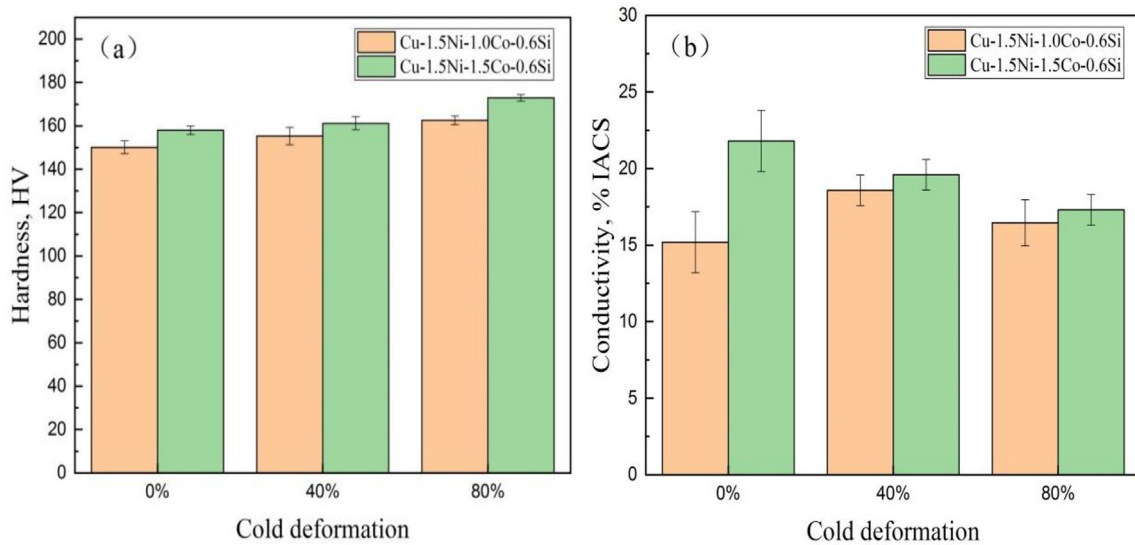 (a)
Cu-1.5Ni-1.0Co-0.6Si
Cu-1.5Ni-1.5Co-0.6Si
Hardness, HV
200
180
160
140
120
100
80
60
40
20
0
0%
40%
80%
Cold deformation
(b)
Cu-1.5Ni-1.0Co-0.6Si
Cu-1.5Ni-1.5Co-0.6Si
Conductivity, % IACS
30
25
20
15
10
5
0
0%
40%
80%
Cold deformation